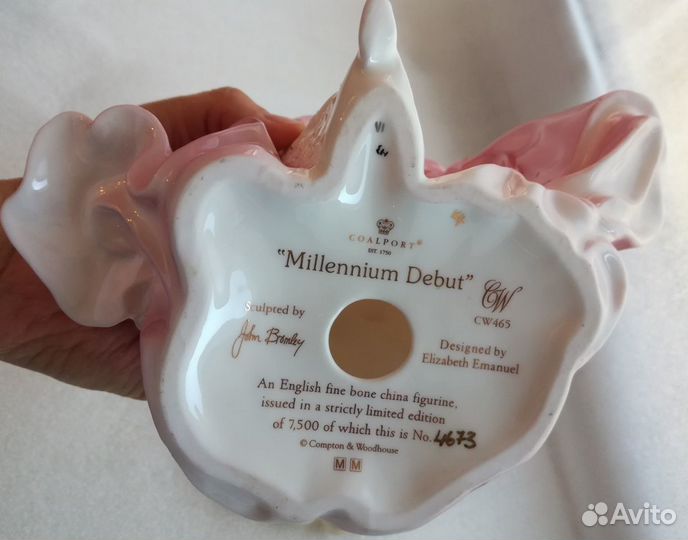 VI
EH
COALPORT®
EST. 1750
"Millennium Debut"
CW
CW465
Sculpted by
John Bromley
Designed by
Elizabeth Emanuel
An English fine bone china figurine,
issued in a strictly limited edition
of 7,500 of which this is No. 4673
© Compton & Woodhouse
M M
Avito